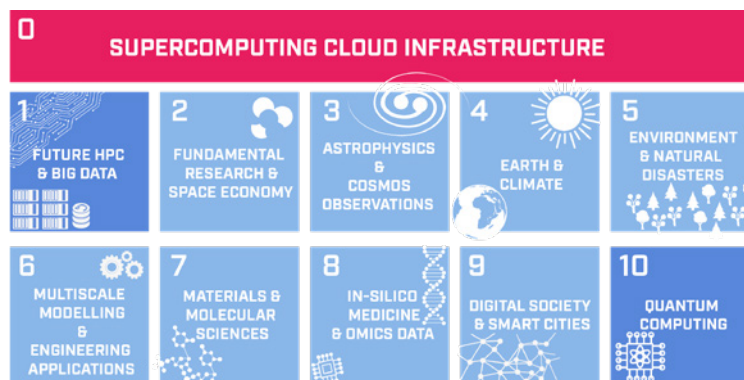 0
SUPERCOMPUTING CLOUD INFRASTRUCTURE
1
FUTURE HPC
& BIG DATA
2
FUNDAMENTAL
RESEARCH &
SPACE ECONOMY
3
ASTROPHYSICS
&
COSMOS
OBSERVATIONS
4
EARTH &
CLIMATE
5
ENVIRONMENT
& NATURAL
DISASTERS
6
MULTISCALE
MODELLING
&
ENGINEERING
APPLICATIONS
7
MATERIALS &
MOLECULAR
SCIENCES
8
IN-SILICO
MEDICINE
& OMICS DATA
9
DIGITAL SOCIETY
& SMART CITIES
10
QUANTUM
COMPUTING